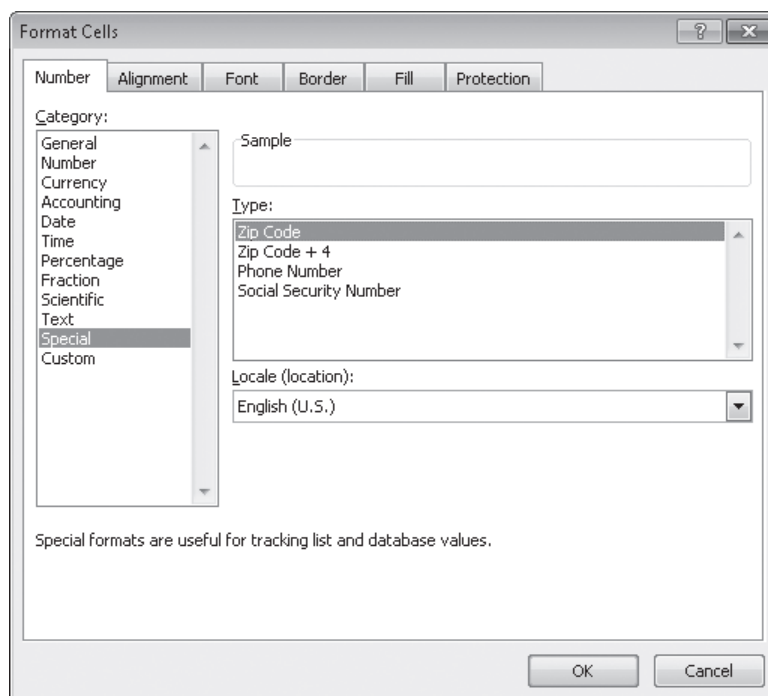 Format Cells
Number Alignment Font Border Fill Protection
Category:
General
Number
Currency
Accounting
Date
Time
Percentage
Fraction
Scientific
Text
Special
Custom
Sample
Type:
Zip Code
Zip Code + 4
Phone Number
Social Security Number
Locale (location):
English (U.S.)
Special formats are useful for tracking list and database values.
OK Cancel